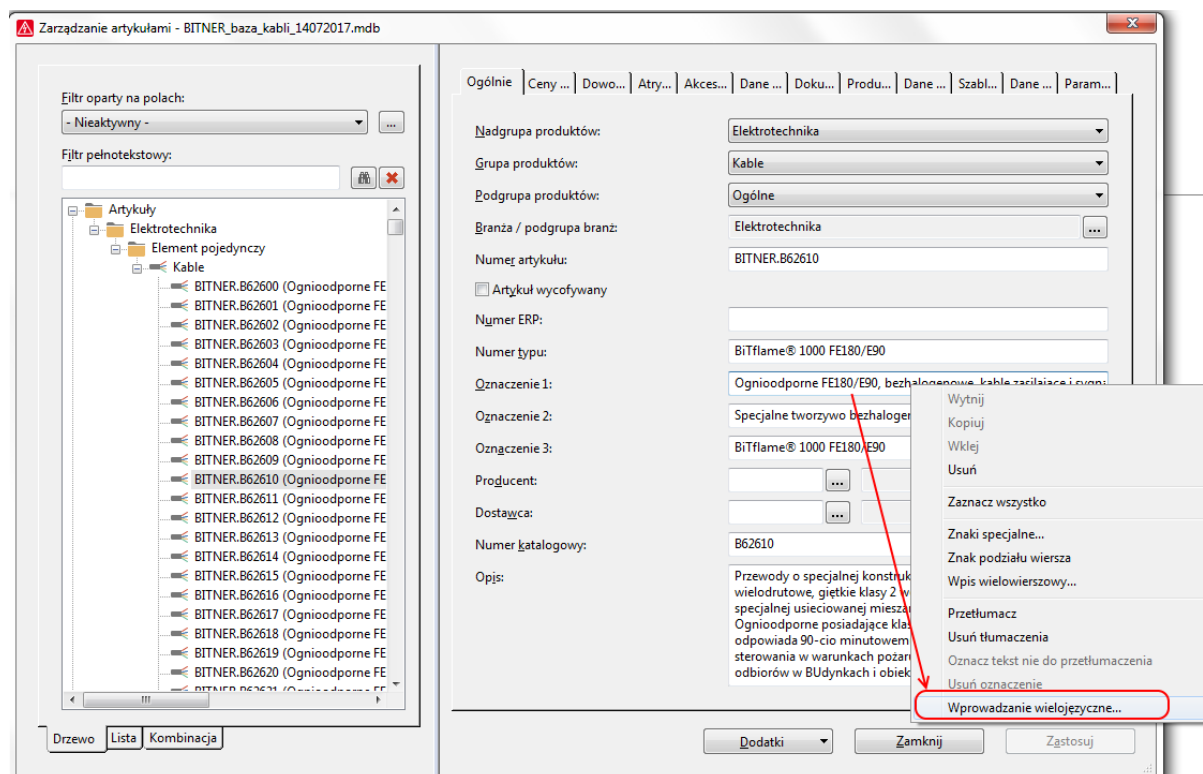 Zarządzanie artykułami - BITNER_baza_kabli_14072017.mdb
Filtr oparty na polach:
- Nieaktywny -
...
Filtr pełnotekstowy:
Artykuły
Elektrotechnika
Element pojedynczy
Kable
BITNER.B62600 (Ognioodporne FE
BITNER.B62601 (Ognioodporne FE
BITNER.B62602 (Ognioodporne FE
BITNER.B62603 (Ognioodporne FE
BITNER.B62604 (Ognioodporne FE
BITNER.B62605 (Ognioodporne FE
BITNER.B62606 (Ognioodporne FE
BITNER.B62607 (Ognioodporne FE
BITNER.B62608 (Ognioodporne FE
BITNER.B62609 (Ognioodporne FE
BITNER.B62610 (Ognioodporne FE
BITNER.B62611 (Ognioodporne FE
BITNER.B62612 (Ognioodporne FE
BITNER.B62613 (Ognioodporne FE
BITNER.B62614 (Ognioodporne FE
BITNER.B62615 (Ognioodporne FE
BITNER.B62616 (Ognioodporne FE
BITNER.B62617 (Ognioodporne FE
BITNER.B62618 (Ognioodporne FE
BITNER.B62619 (Ognioodporne FE
BITNER.B62620 (Ognioodporne FE
BITNER.B62621 (Ognioodporne FE
Drzewo Lista Kombinacja
Ogólnie Ceny ... Dowo... Atry... Akces... Dane ... Doku... Produ... Dane ... Szabl... Dane ... Param...
Nadgrupa produktów: Elektrotechnika
Grupa produktów: Kable
Podgrupa produktów: Ogólne
Branża / podgrupa branż: Elektrotechnika ...
Numer artykułu: BITNER.B62610
Artykuł wycofywany
Numer ERP:
Numer typu: BiTflame® 1000 FE180/E90
Oznaczenie 1: Ognioodporne FE180/E90, bezhalogenowe, kable zasilające i sygn
Oznaczenie 2: Specjalne tworzywo bezhaloge
Oznaczenie 3: BiTflame® 1000 FE180/E90
Producent: ...
Dostawca: ...
Numer katalogowy: B62610
Opis: Przewody o specjalnej konstruk
wielodrutowe, giętkie klasy 2 w
specjalnej usieciowanej miesza
Ognioodporne posiadające kla
odpowiada 90-cio minutowem
sterowania w warunkach pożaru
odbiorów w BUdynkach i obiek
Wytnij
Kopiuj
Wklej
Usuń
Zaznacz wszystko
Znaki specjalne...
Znak podziału wiersza
Wpis wielowierszowy...
Przetłumacz
Usuń tłumaczenia
Oznacz tekst nie do przetłumaczenia
Usuń oznaczenie
Wprowadzanie wielojęzyczne...
Dodatki Zamknij Zastosuj